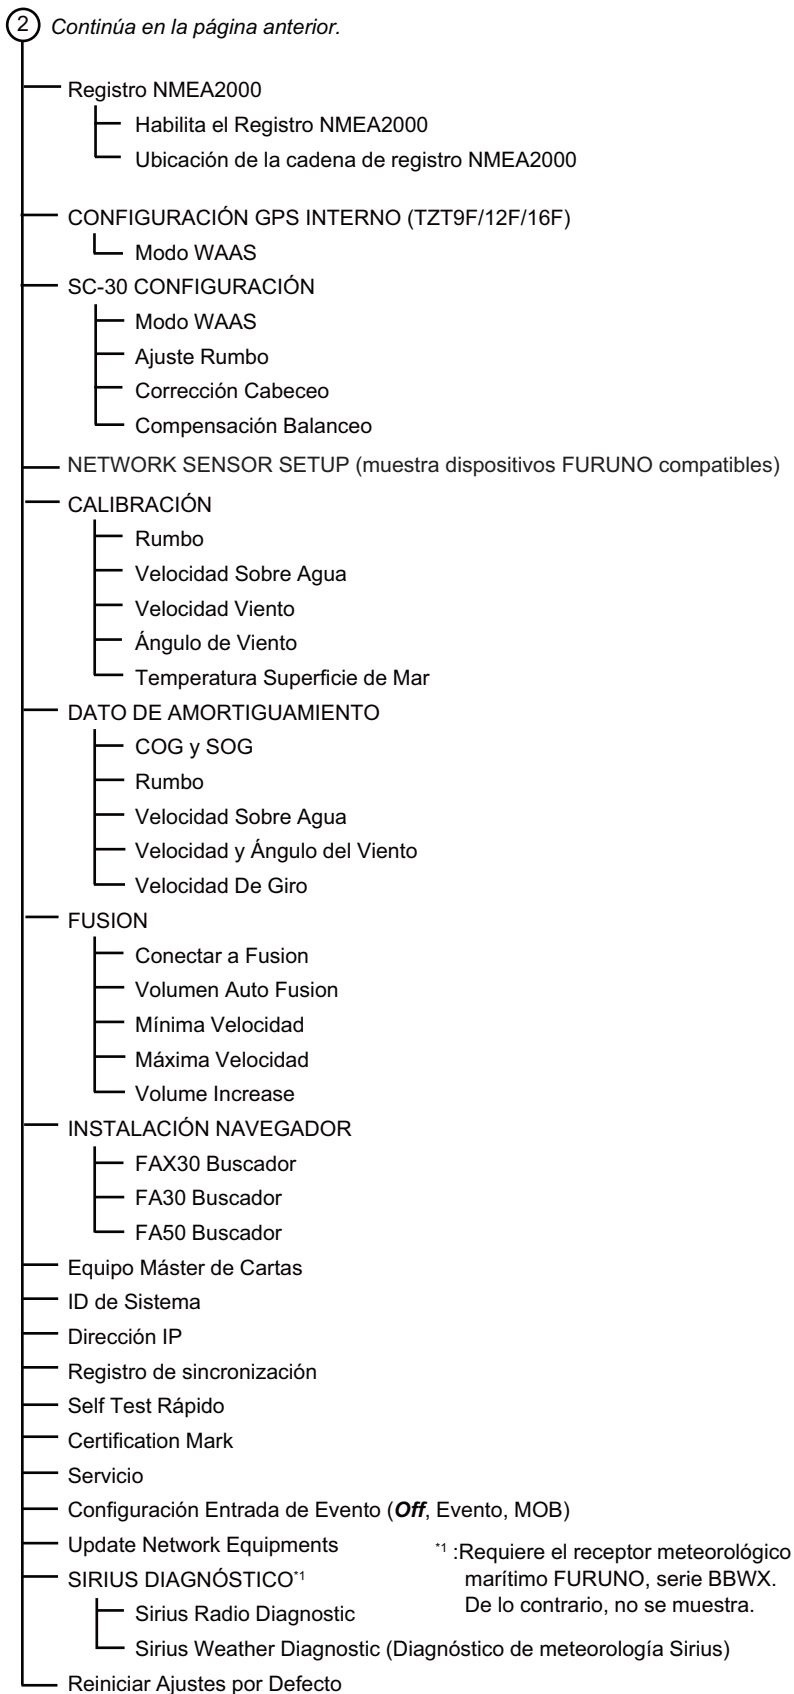 2 Continúa en la página anterior.
Registro NMEA2000
Habilita el Registro NMEA2000
Ubicación de la cadena de registro NMEA2000
CONFIGURACIÓN GPS INTERNO (TZT9F/12F/16F)
Modo WAAS
SC-30 CONFIGURACIÓN
Modo WAAS
Ajuste Rumbo
Corrección Cabeceo
Compensación Balanceo
NETWORK SENSOR SETUP (muestra dispositivos FURUNO compatibles)
CALIBRACIÓN
Rumbo
Velocidad Sobre Agua
Velocidad Viento
Ángulo de Viento
Temperatura Superficie de Mar
DATO DE AMORTIGUAMIENTO
COG y SOG
Rumbo
Velocidad Sobre Agua
Velocidad y Ángulo del Viento
Velocidad De Giro
FUSION
Conectar a Fusion
Volumen Auto Fusion
Mínima Velocidad
Máxima Velocidad
Volume Increase
INSTALACIÓN NAVEGADOR
FAX30 Buscador
FA30 Buscador
FA50 Buscador
Equipo Máster de Cartas
ID de Sistema
Dirección IP
Registro de sincronización
Self Test Rápido
Certification Mark
Servicio
Configuración Entrada de Evento (Off, Evento, MOB)
Update Network Equipments
SIRIUS DIAGNÓSTICO*1
Sirius Radio Diagnostic
Sirius Weather Diagnostic (Diagnóstico de meteorología Sirius)
Reiniciar Ajustes por Defecto
*1 :Requiere el receptor meteorológico
marítimo FURUNO, serie BBWX.
De lo contrario, no se muestra.